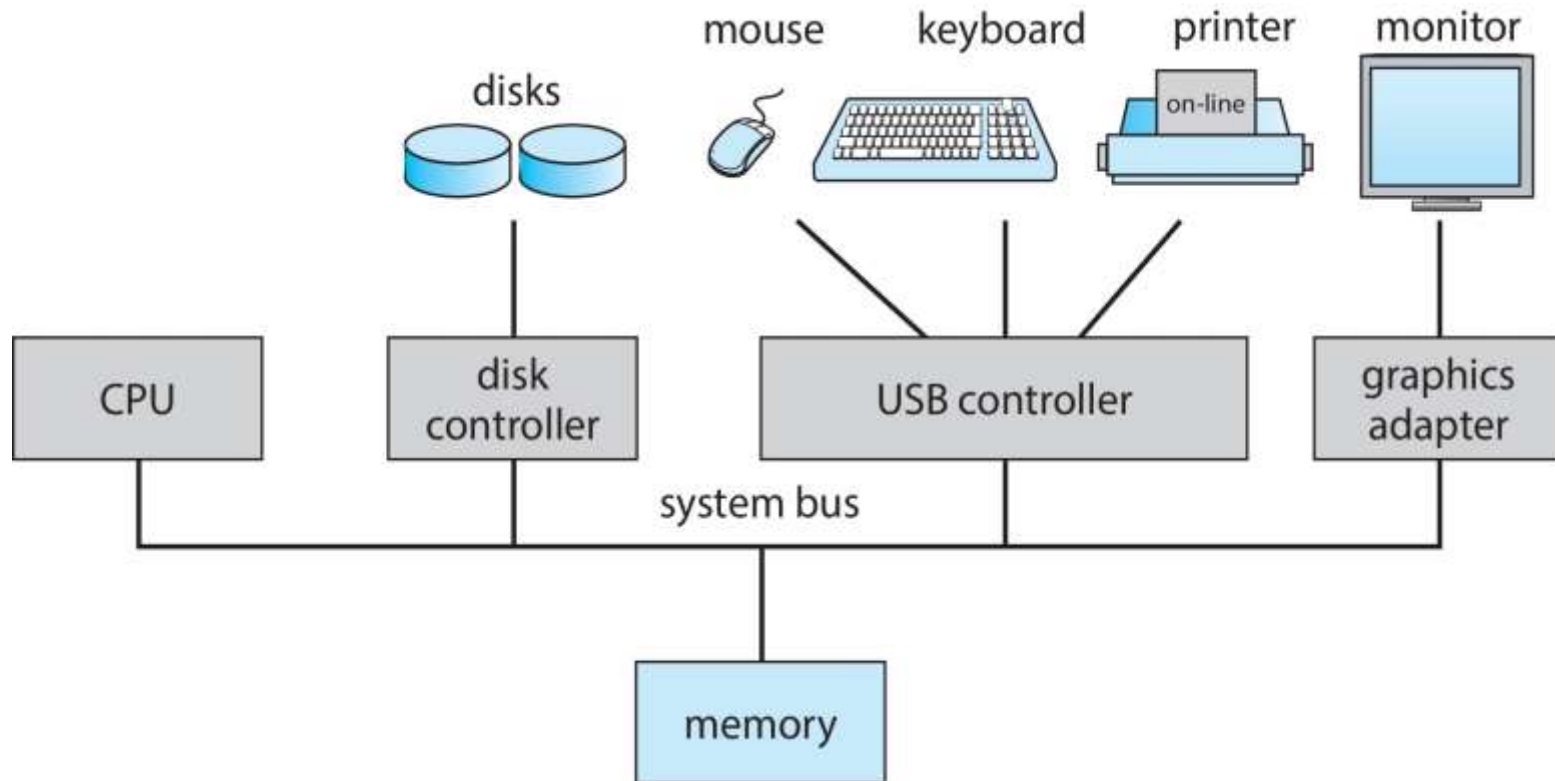 mouse
keyboard
printer
monitor
disks
on-line
CPU
disk
controller
USB controller
graphics
adapter
system bus
memory